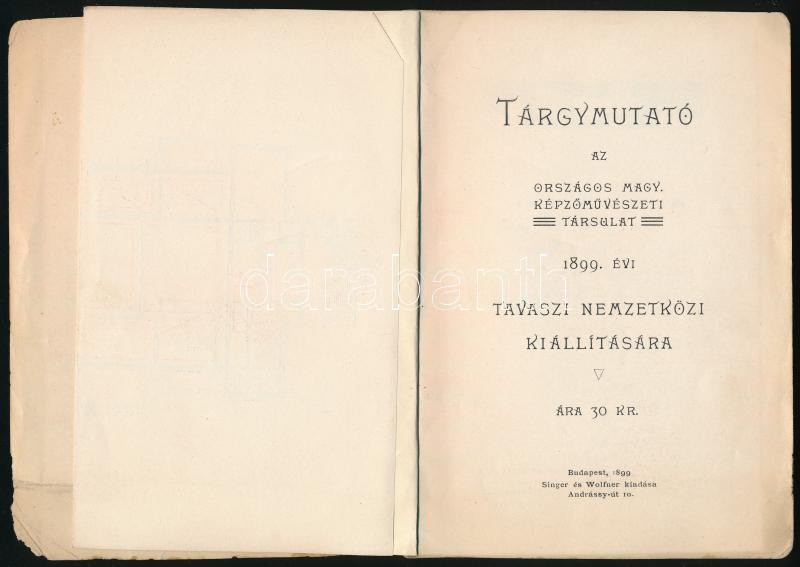 TÁRGYMUTATÓ
AZ
ORSZÁGOS MAGY.
KÉPZŐMŰVÉSZETI
TÁRSULAT
1899. ÉVI
TAVASZI NEMZETKÖZI
KIÁLLÍTÁSÁRA
ÁRA 30 KR.
Budapest, 1899
Singer és Wolfner kiadása
Andrássy-út 10.
darabanth